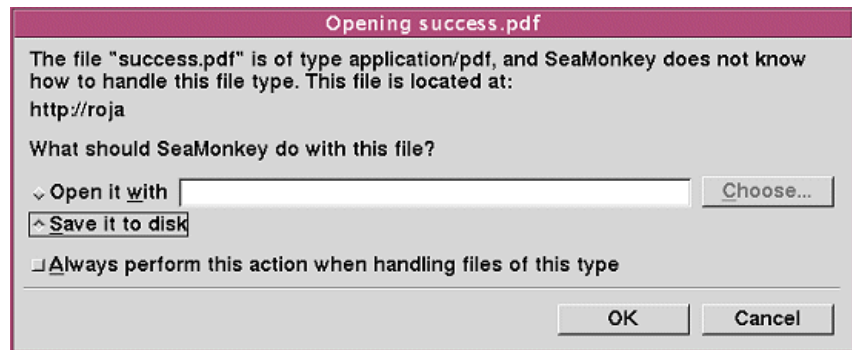 Opening success.pdf
The file "success.pdf" is of type application/pdf, and SeaMonkey does not know
how to handle this file type. This file is located at:
http://roja
What should SeaMonkey do with this file?
Open it with Choose...
Save it to disk
Always perform this action when handling files of this type
OK Cancel